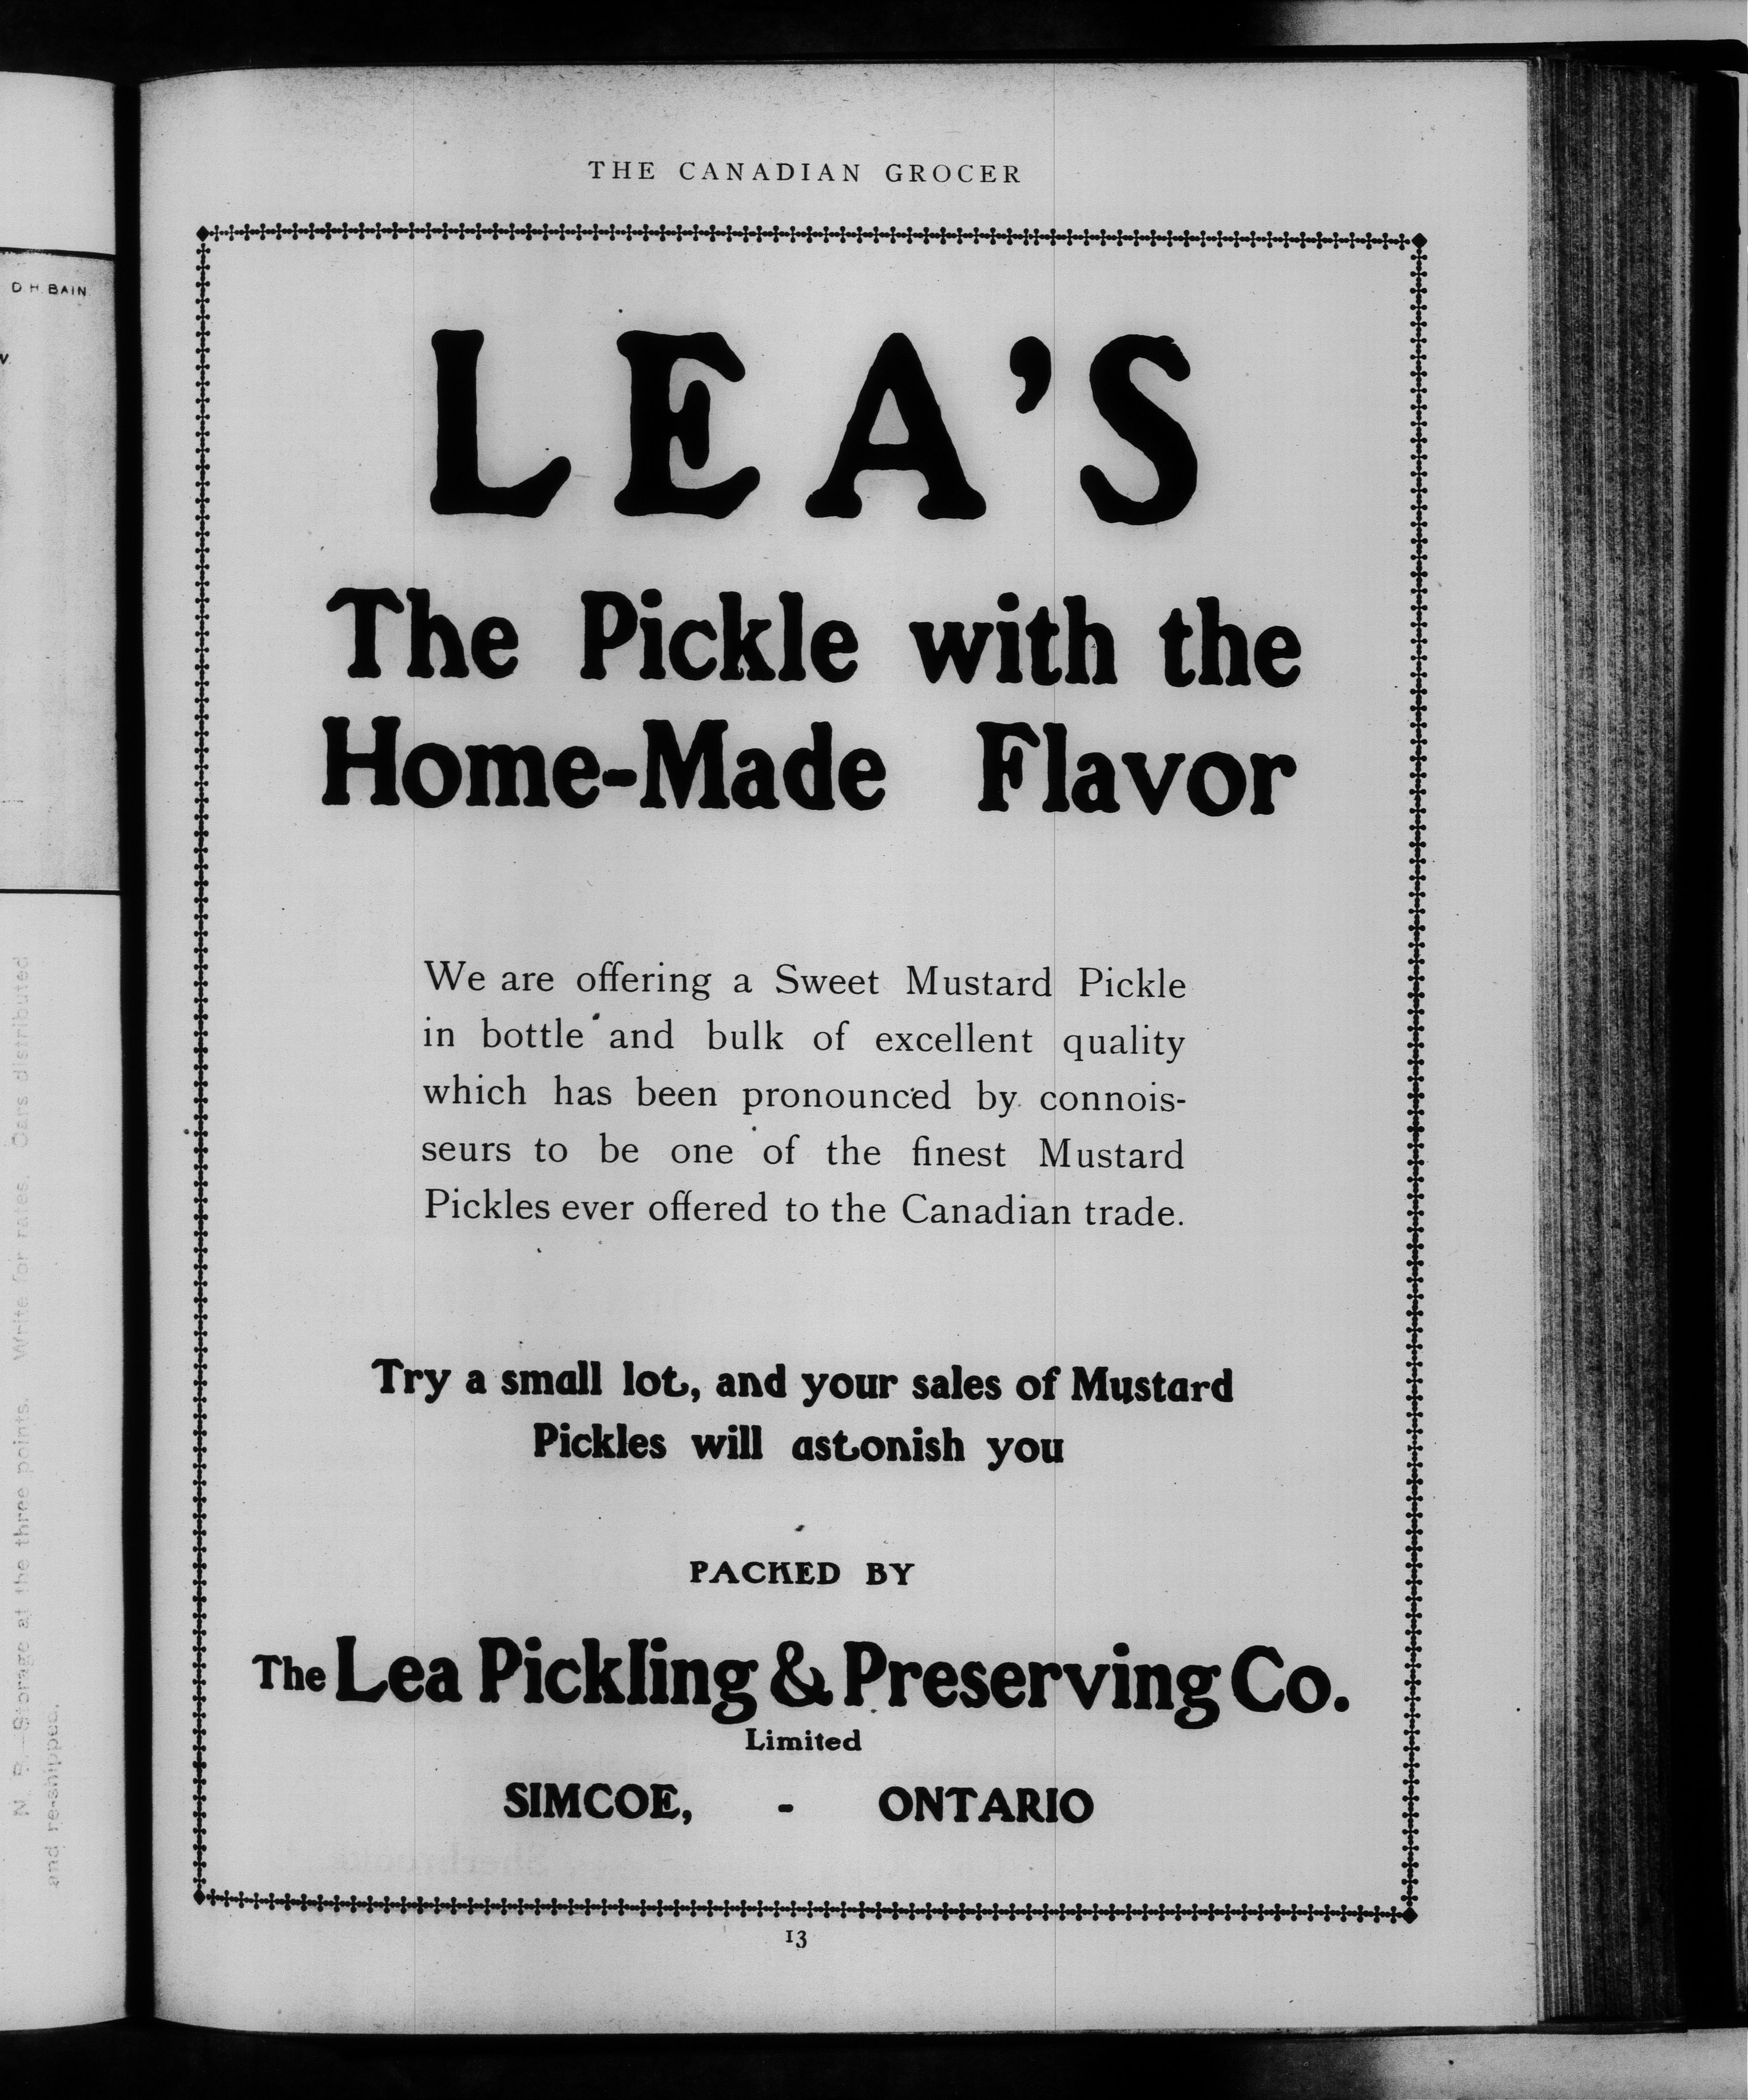 D. H. BAIN
N. B.—Storage at the three points. Write for rates. Cars distributed
and re-shipped.
THE CANADIAN GROCER
LEA'S
The Pickle with the
Home-Made Flavor
We are offering a Sweet Mustard Pickle
in bottle and bulk of excellent quality
which has been pronounced by connois-
seurs to be one of the finest Mustard
Pickles ever offered to the Canadian trade.
Try a small lot, and your sales of Mustard
Pickles will astonish you
PACKED BY
The Lea Pickling & Preserving Co.
Limited
SIMCOE, - ONTARIO
13